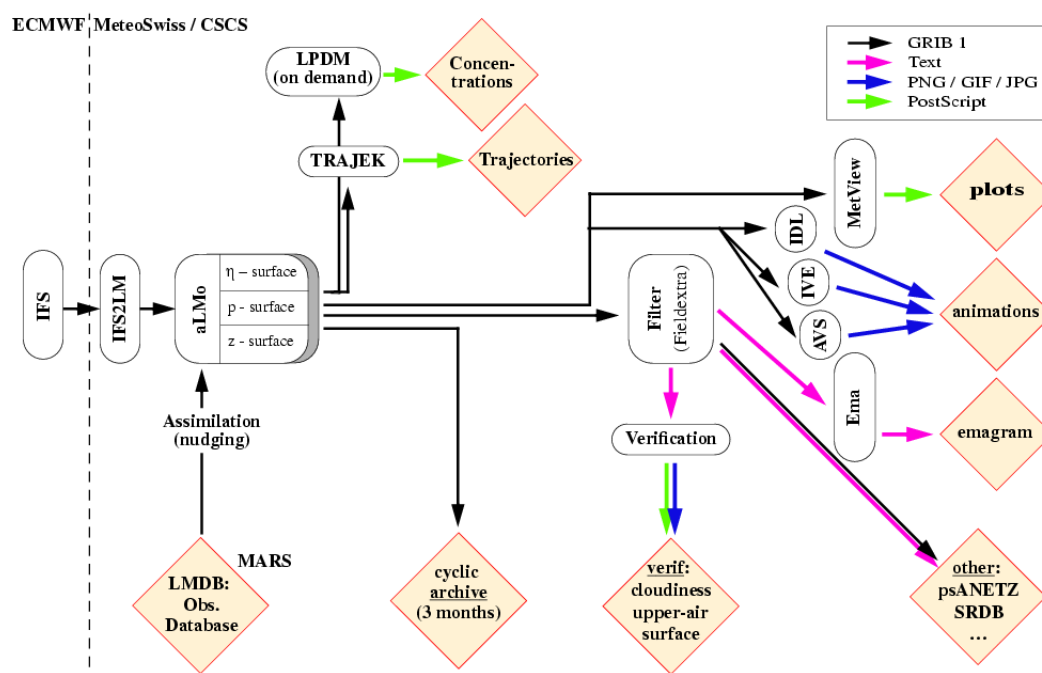 ECMWF
MeteoSwiss / CSCS
GRIB 1
Text
PNG / GIF / JPG
PostScript
LPDM
(on demand)
Concen-
trations
TRAJEK
Trajectories
MetView
plots
IDL
IVE
AVS
animations
IFS
IFS2LM
aLMo
η – surface
p - surface
z - surface
Filter
(Fieldextra)
Ema
emagram
Assimilation
(nudging)
Verification
MARS
LMDB:
Obs.
Database
cyclic
archive
(3 months)
verif:
cloudiness
upper-air
surface
other:
psANETZ
SRDB
...